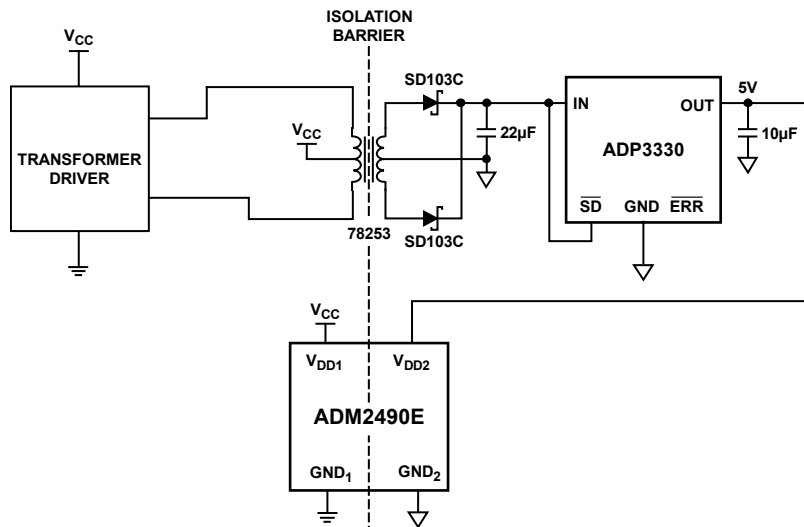 ISOLATION
BARRIER
VCC
SD103C
5V
IN
OUT
VCC
22µF
10µF
ADP3330
TRANSFORMER
DRIVER
SD
GND
ERR
78253
SD103C
VCC
VDD1
VDD2
ADM2490E
GND1
GND2